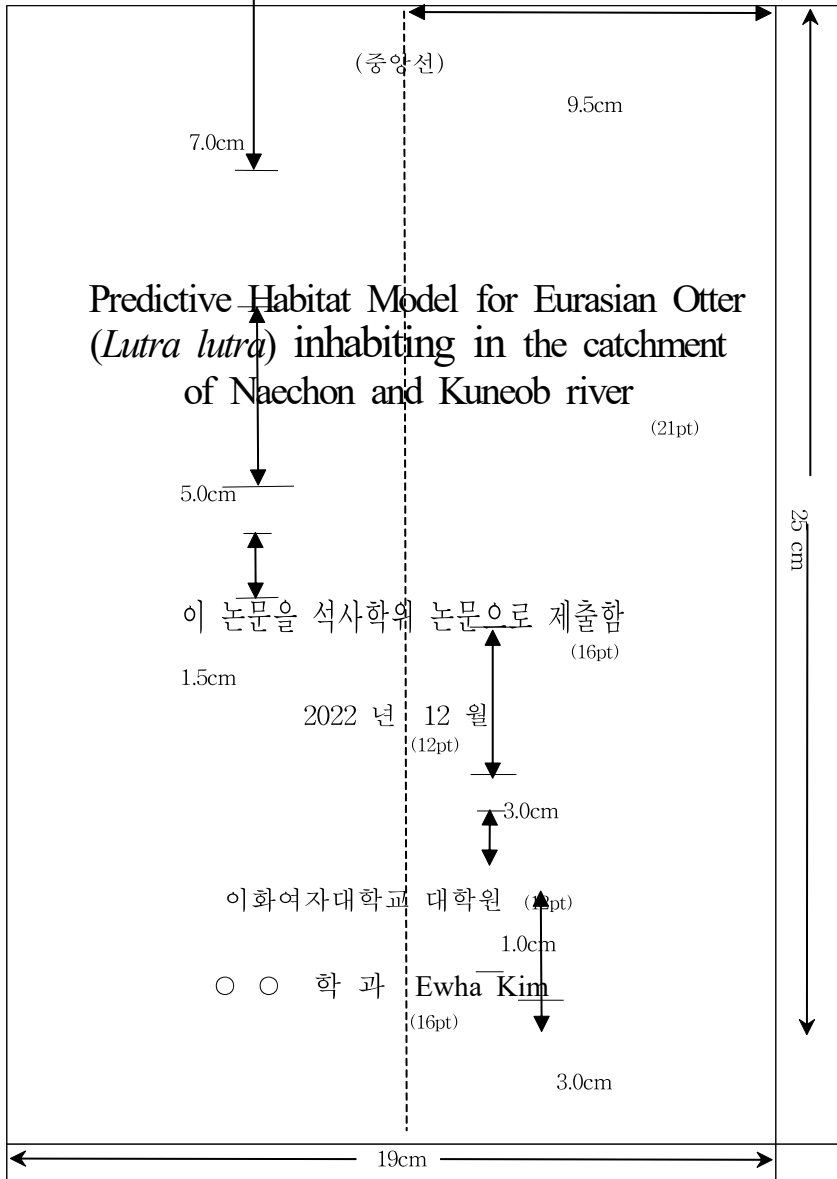 (중앙선)
9.5cm
7.0cm
Predictive Habitat Model for Eurasian Otter
(Lutra lutra) inhabiting in the catchment
of Naechon and Kuneob river
(21pt)
5.0cm
25 cm
이 논문을 석사학위 논문으로 제출함
(16pt)
1.5cm
2022 년 12 월
(12pt)
3.0cm
이화여자대학교 대학원 (12pt)
1.0cm
○ ○ 학 과 Ewha Kim
(16pt)
3.0cm
19cm